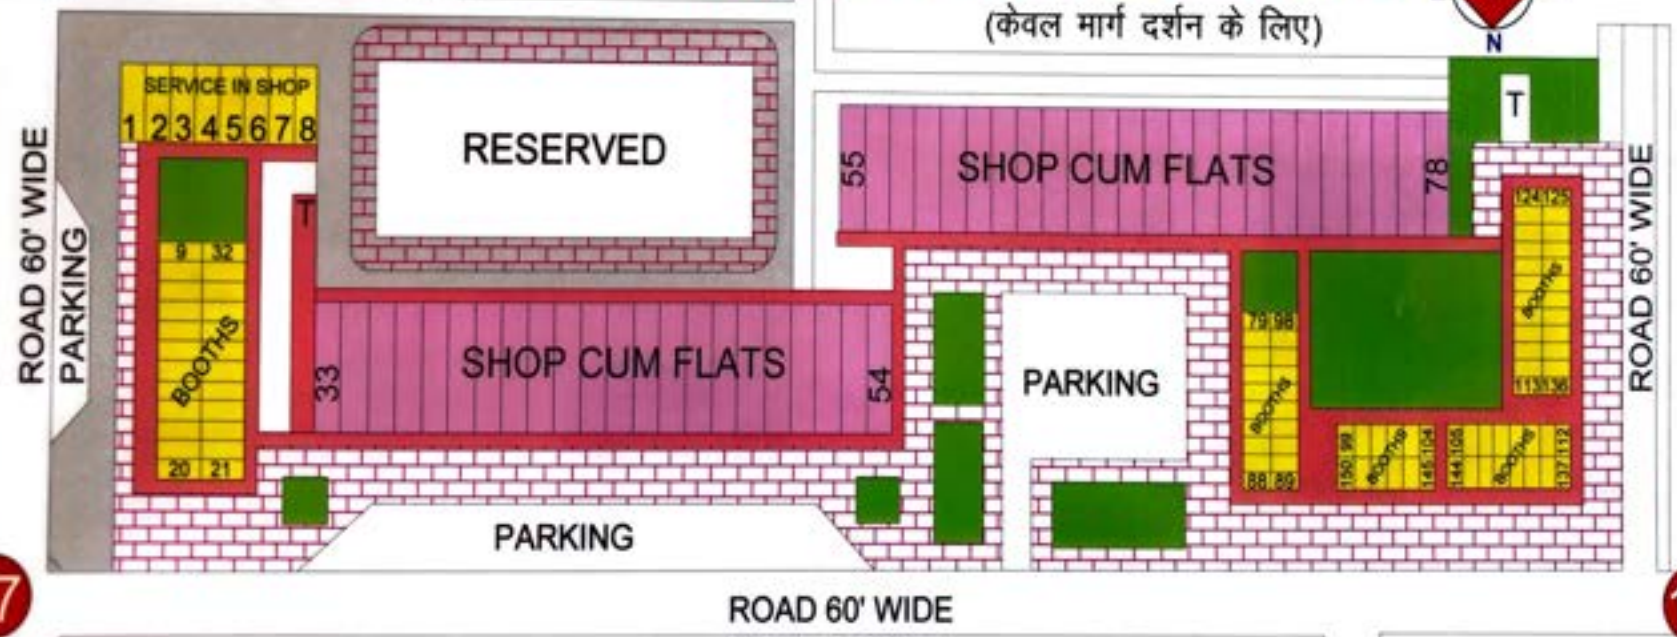 (केवल मार्ग दर्शन के लिए)
N
SERVICE IN SHOP
1 2 3 4 5 6 7 8
RESERVED
T
55
SHOP CUM FLATS
78
T
124 125
ROAD 60' WIDE
PARKING
9 32
BOOTHS
20 21
T
33
SHOP CUM FLATS
54
PARKING
79 98
BOOTHS
88 89
BOOTHS
113 136
150 99
BOOTHS
145 104
144 105
BOOTHS
137 112
ROAD 60' WIDE
PARKING
7
ROAD 60' WIDE